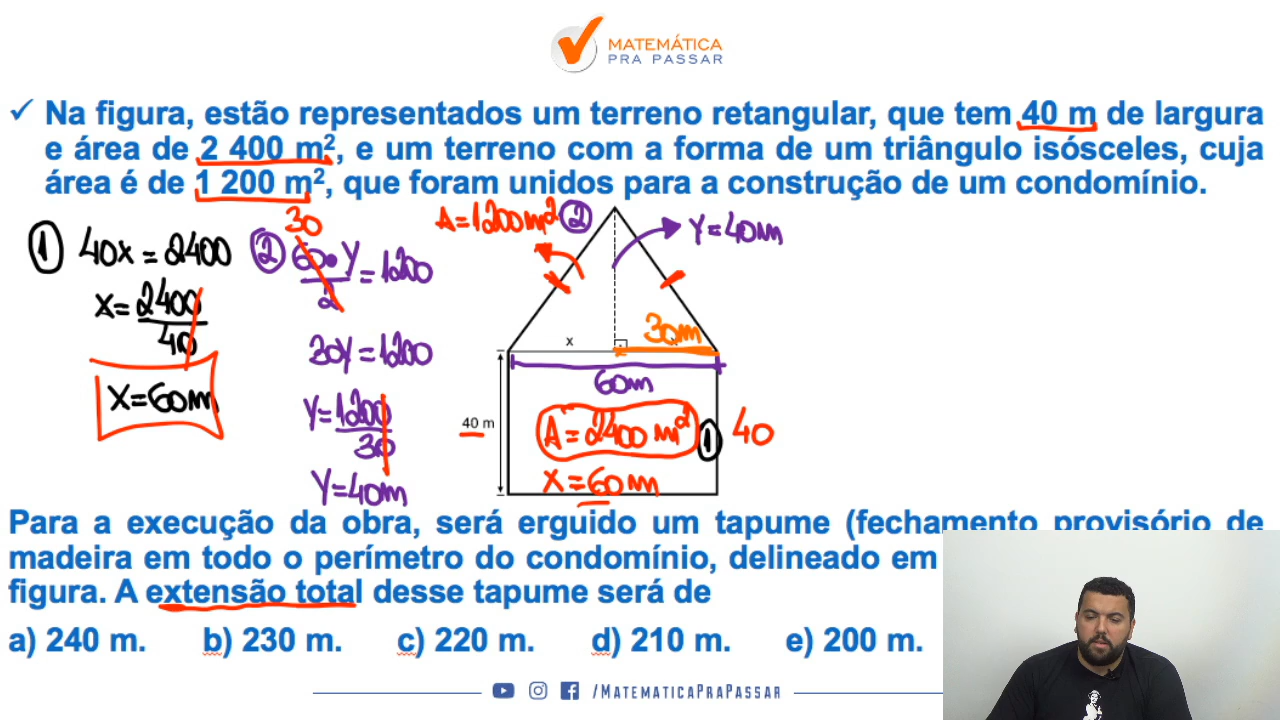 MATEMÁTICA
PRA PASSAR
✓ Na figura, estão representados um terreno retangular, que tem 40 m de largura
e área de 2 400 m², e um terreno com a forma de um triângulo isósceles, cuja
área é de 1 200 m², que foram unidos para a construção de um condomínio.
1 40x = 2400
x = 2400/40
x = 60m
30
2 60 • y / 2 = 1200
30y = 1200
y = 1200/30
y = 40m
A = 1200 m² 2
y = 40m
x
30m
60m
40 m
A = 2400 m² 1
40
x = 60m
Para a execução da obra, será erguido um tapume (fechamento provisório de
madeira em todo o perímetro do condomínio, delineado em
figura. A extensão total desse tapume será de
a) 240 m. b) 230 m. c) 220 m. d) 210 m. e) 200 m.
/MATEMATICAPRAPASSAR